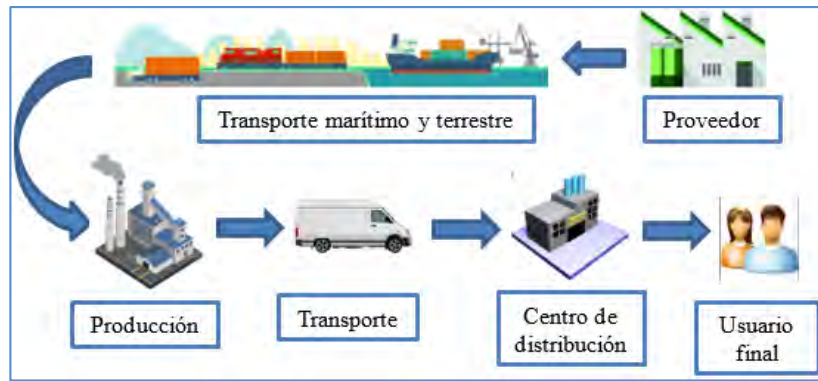 Transporte marítimo y terrestre
Proveedor
Producción
Transporte
Centro de
distribución
Usuario
final